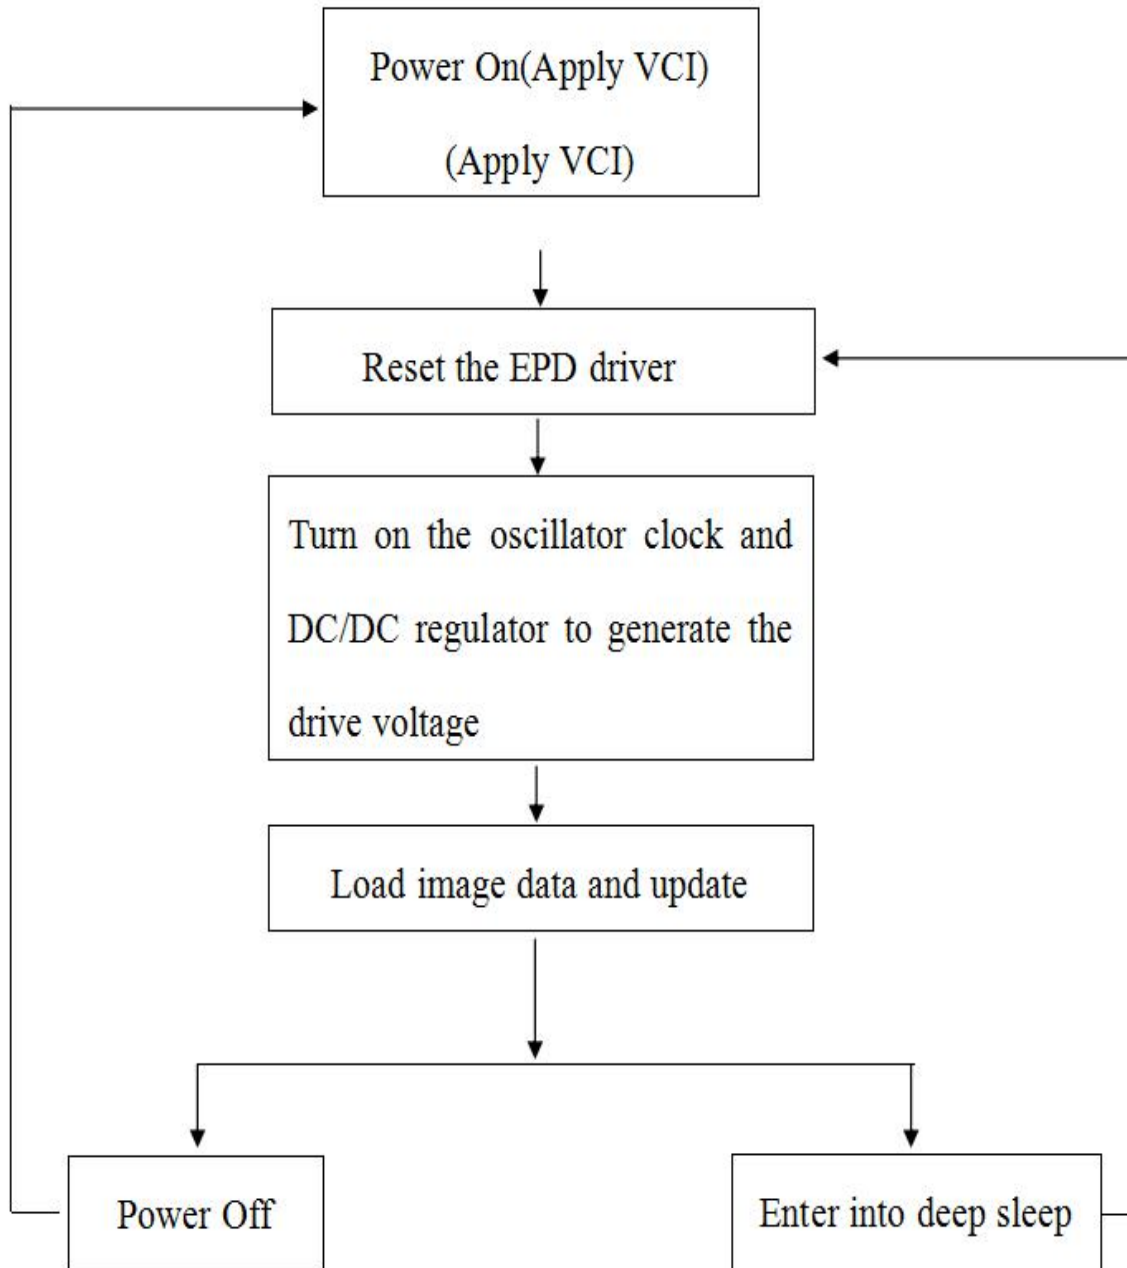 Power On(Apply VCI)
(Apply VCI)
Reset the EPD driver
Turn on the oscillator clock and
DC/DC regulator to generate the
drive voltage
Load image data and update
Power Off
Enter into deep sleep